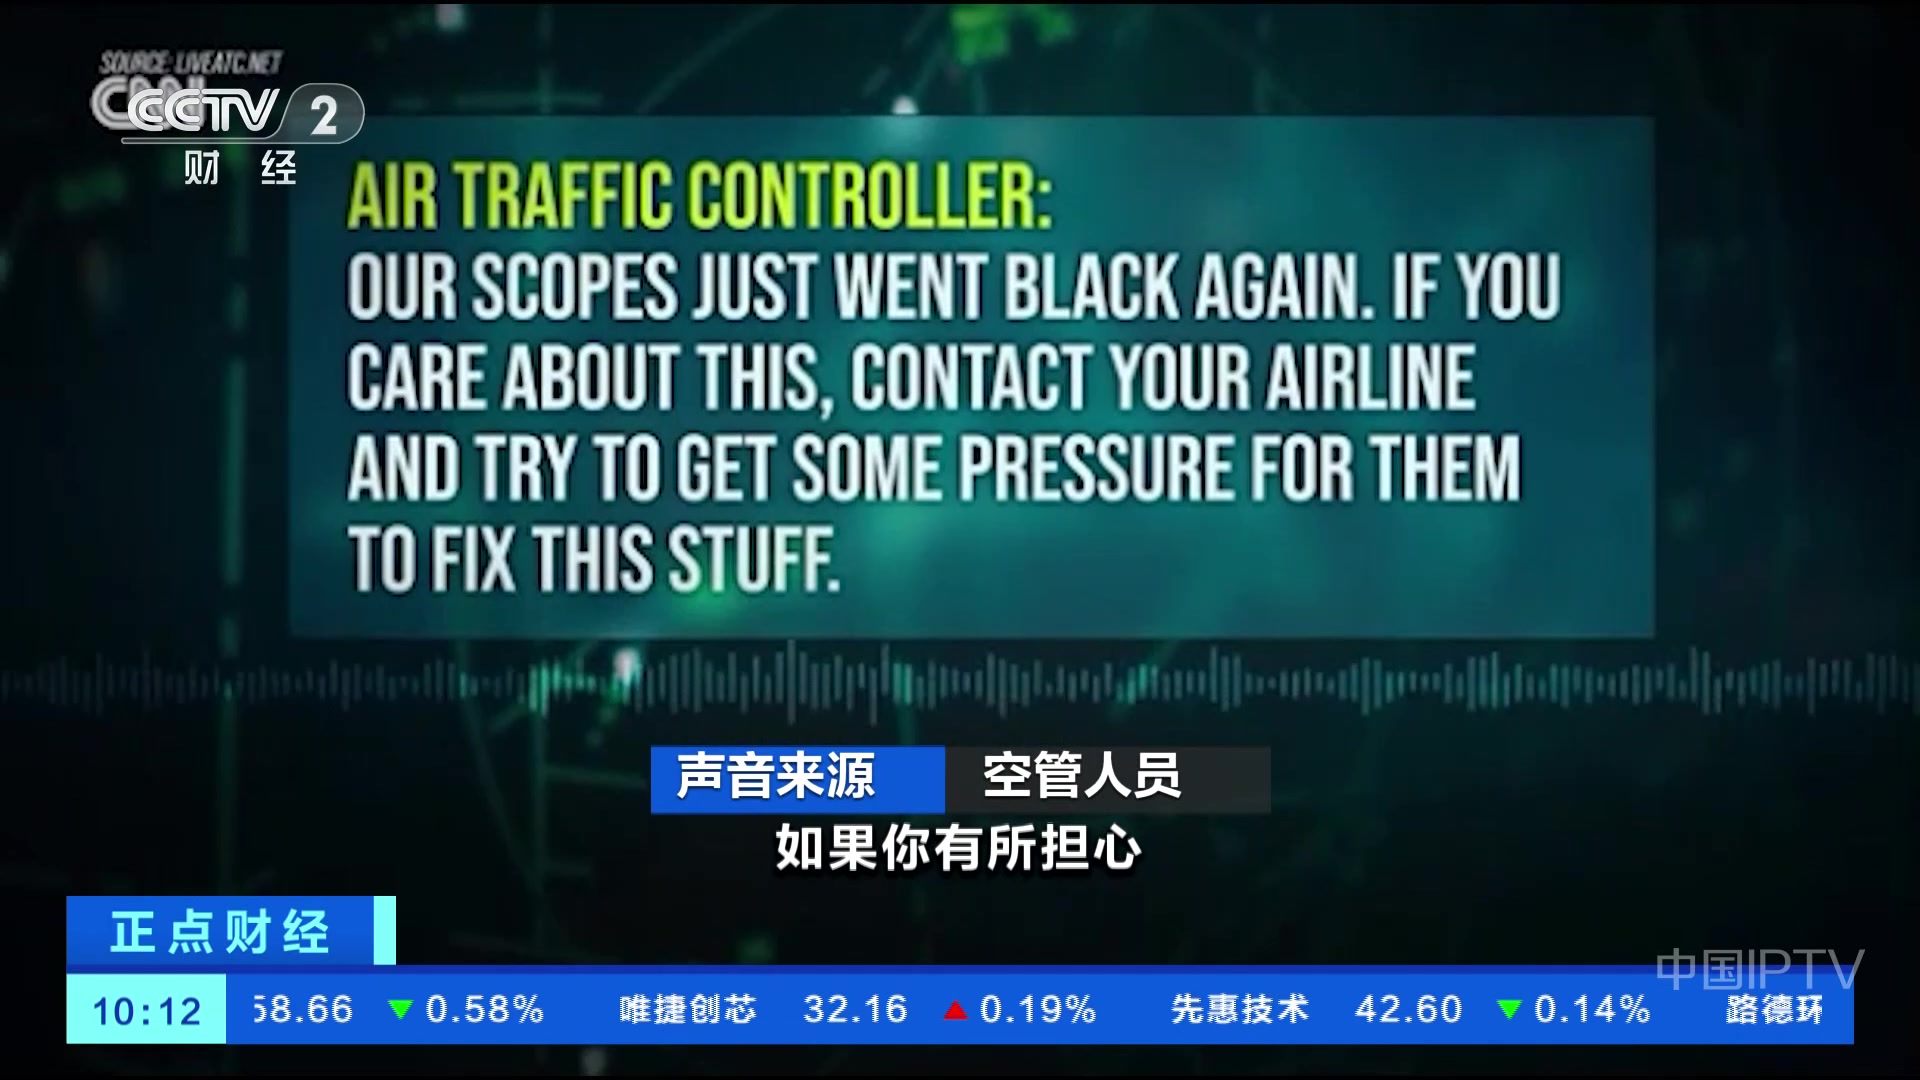 SOURCE: LIVEATC.NET
CNN
CCTV 2
财 经
AIR TRAFFIC CONTROLLER:
OUR SCOPES JUST WENT BLACK AGAIN. IF YOU
CARE ABOUT THIS, CONTACT YOUR AIRLINE
AND TRY TO GET SOME PRESSURE FOR THEM
TO FIX THIS STUFF.
声音来源 空管人员
如果你有所担心
正点财经
中国IPTV
10:12 58.66 ▼ 0.58% 唯捷创芯 32.16 ▲ 0.19% 先惠技术 42.60 ▼ 0.14% 路德环